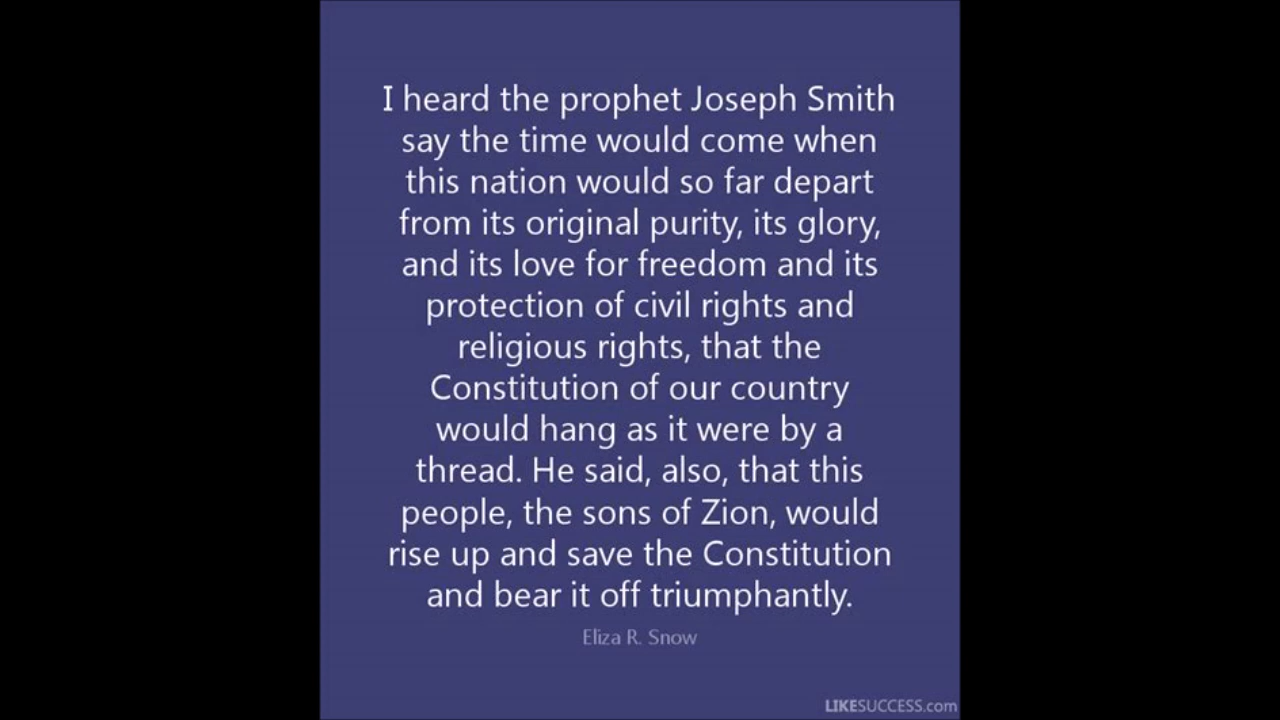 I heard the prophet Joseph Smith
say the time would come when
this nation would so far depart
from its original purity, its glory,
and its love for freedom and its
protection of civil rights and
religious rights, that the
Constitution of our country
would hang as it were by a
thread. He said, also, that this
people, the sons of Zion, would
rise up and save the Constitution
and bear it off triumphantly.
Eliza R. Snow
LIKESUCCESS.com